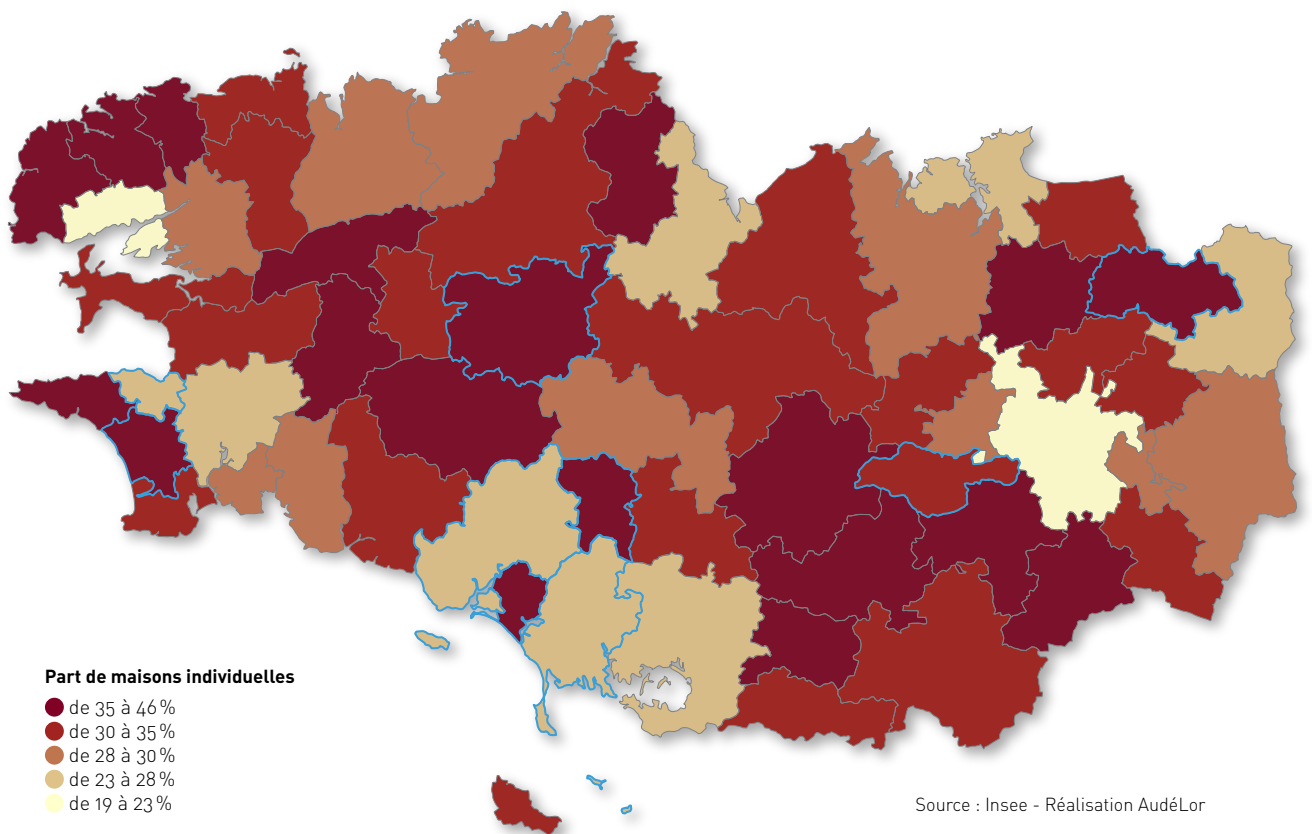 Part de maisons individuelles
de 35 à 46 %
de 30 à 35 %
de 28 à 30 %
de 23 à 28 %
de 19 à 23 %
Source : Insee - Réalisation AudéLor